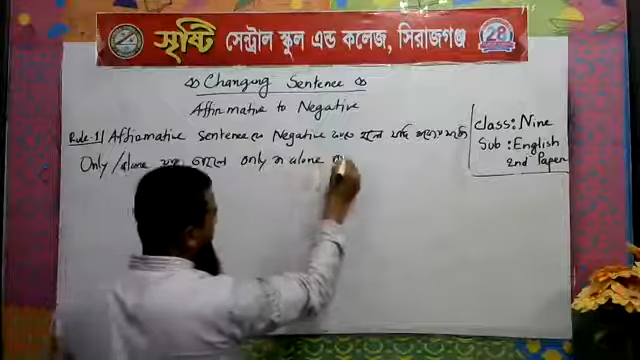 সৃষ্টি সেন্ট্রাল স্কুল এন্ড কলেজ, সিরাজগঞ্জ
28
Changing Sentence
Affirmative to Negative
Rule-1 Affirmative Sentence কে Negative করতে হলে যদি
Only / alone থাকে তাহলে only বা alone
Class: Nine
Sub : English
2nd Paper